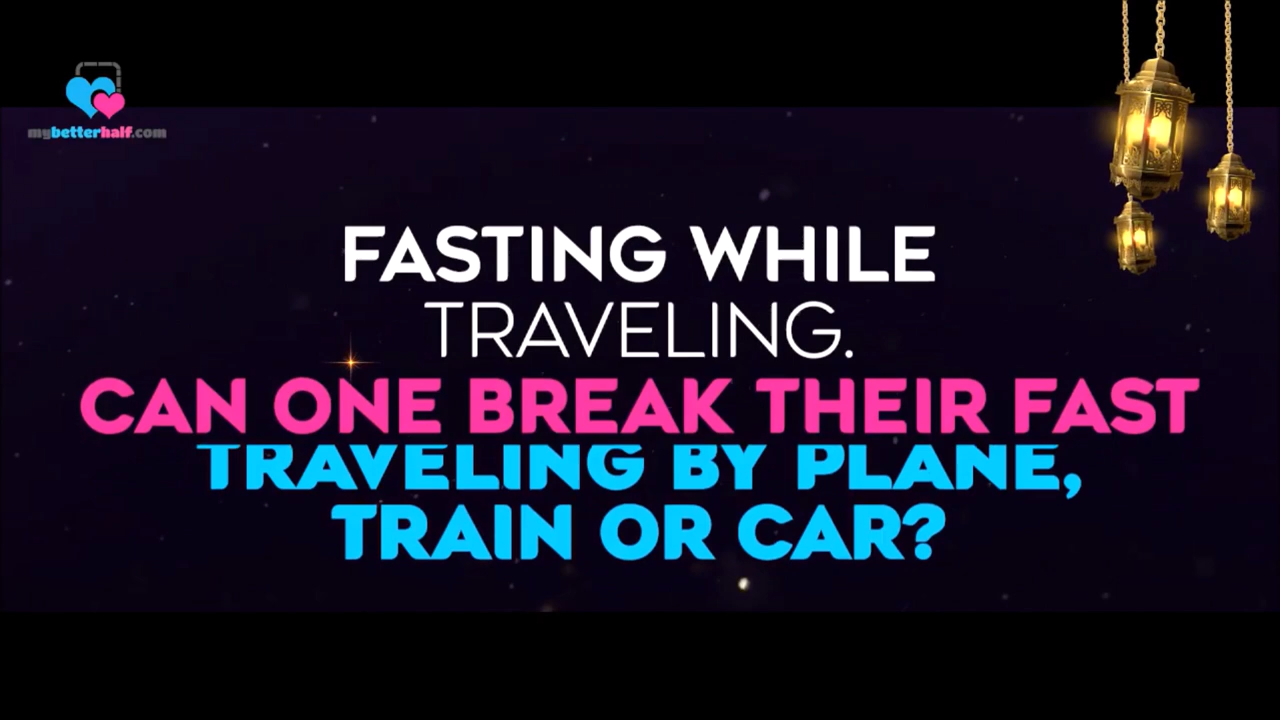 mybetterhalf.com
FASTING WHILE
TRAVELING.
CAN ONE BREAK THEIR FAST
TRAVELING BY PLANE,
TRAIN OR CAR?